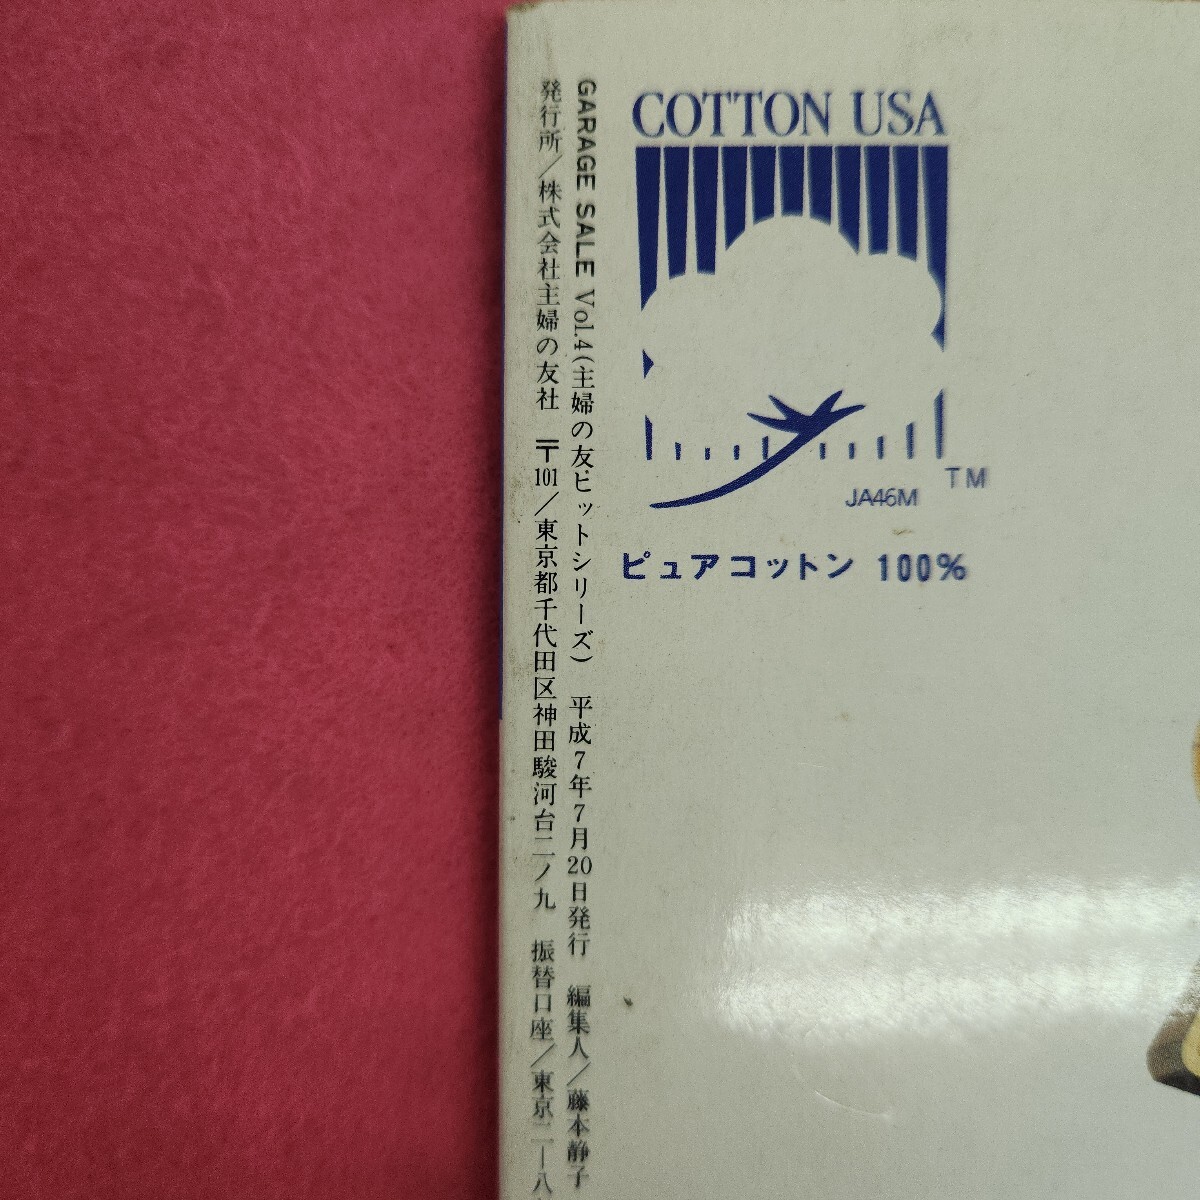 GARAGE SALE Vol.4(主婦の友ヒットシリーズ) 平成7年7月20日発行 編集人/藤本静子
発行所/株式会社主婦の友社 〒101/東京都千代田区神田駿河台二ノ九 振替口座/東京二―八
COTTON USA
TM
JA46M
ピュアコットン 100%